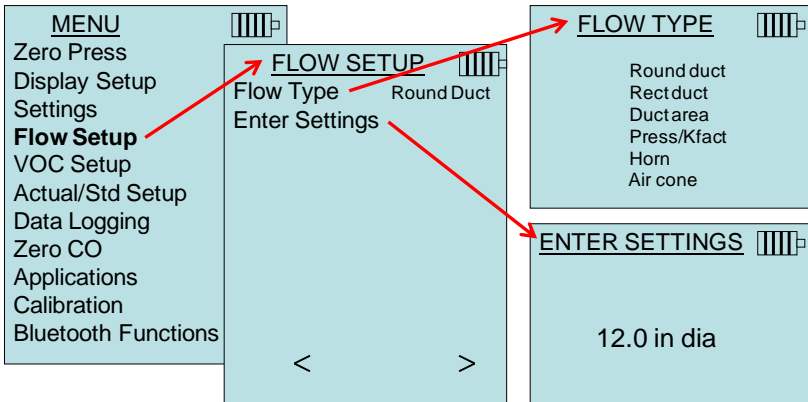 MENU
Zero Press
Display Setup
Settings
Flow Setup
VOC Setup
Actual/Std Setup
Data Logging
Zero CO
Applications
Calibration
Bluetooth Functions
FLOW SETUP
Flow Type Round Duct
Enter Settings
< >
FLOW TYPE
Round duct
Rect duct
Duct area
Press/Kfact
Horn
Air cone
ENTER SETTINGS
12.0 in dia